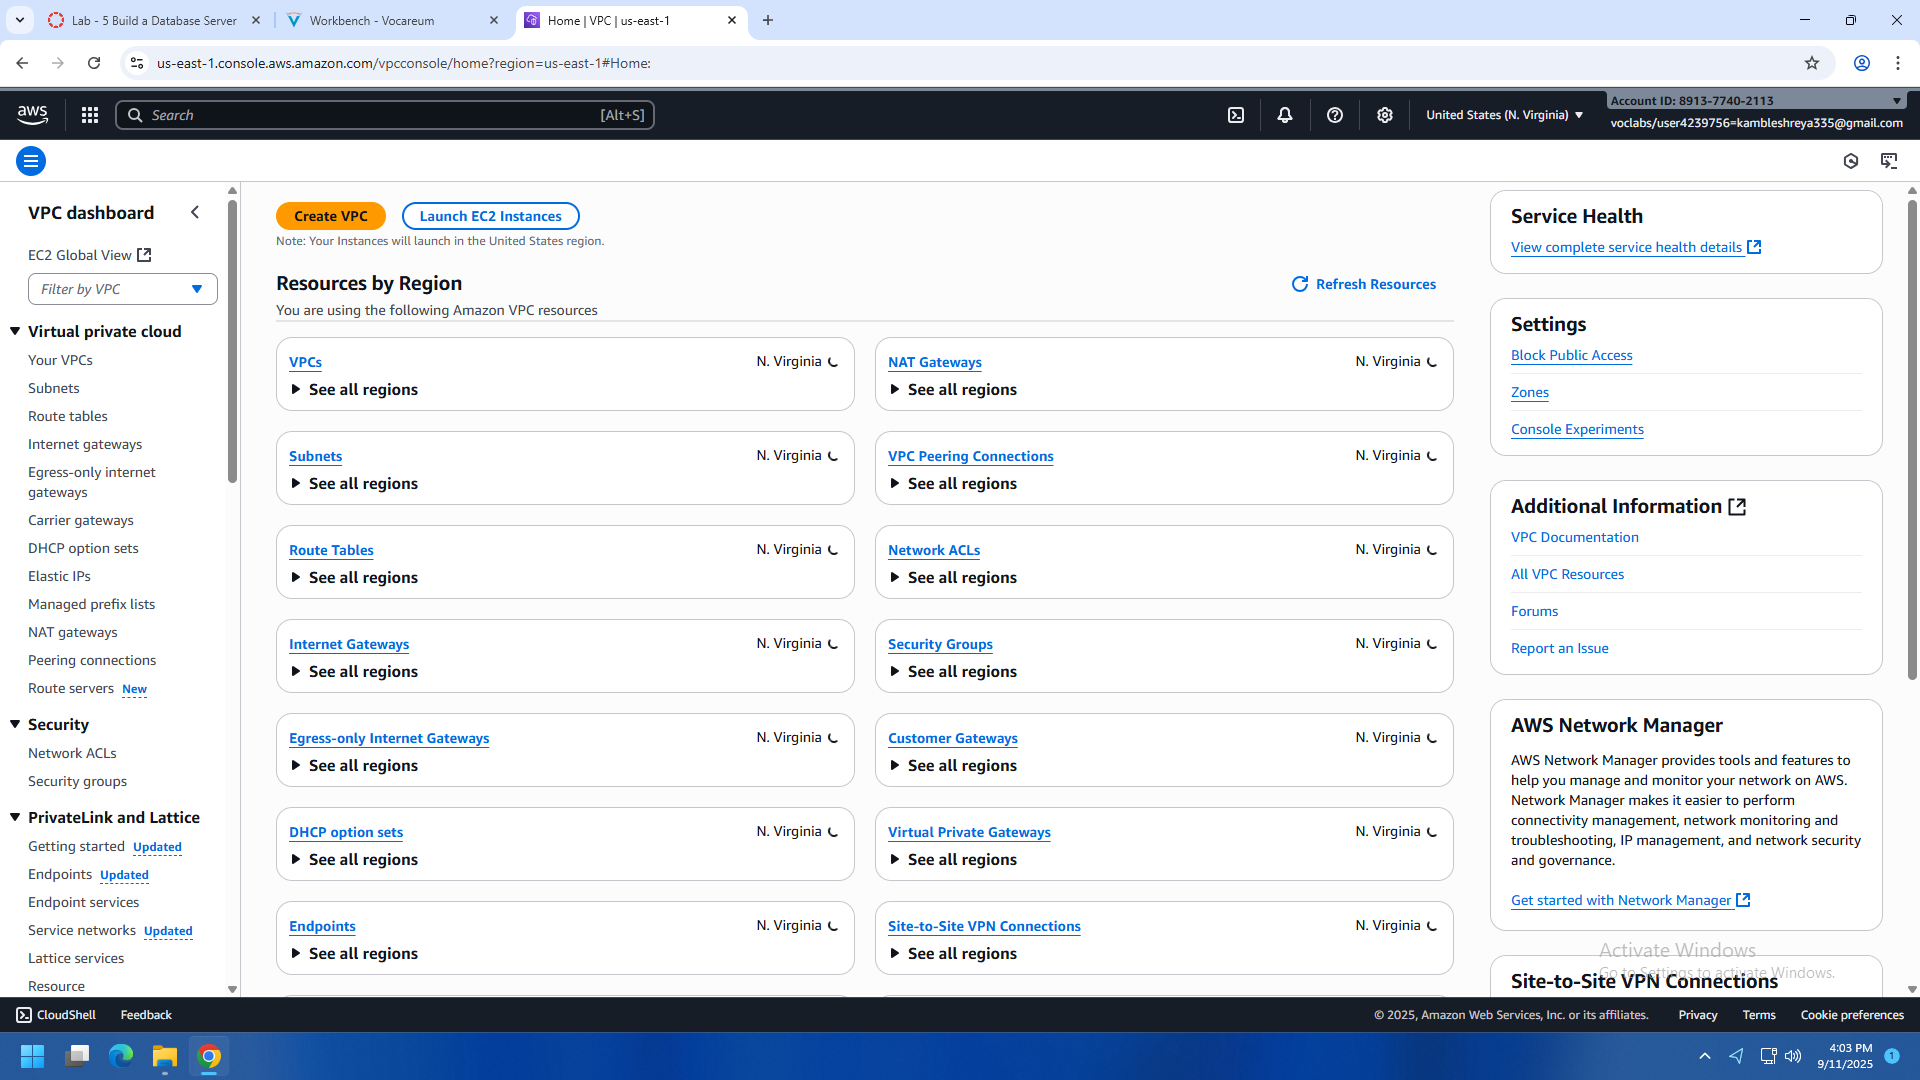 Lab - 5 Build a Database Server
Workbench - Vocareum
Home | VPC | us-east-1
us-east-1.console.aws.amazon.com/vpcconsole/home?region=us-east-1#Home:
aws
Search
[Alt+S]
United States (N. Virginia)
Account ID: 8913-7740-2113
voclabs/user4239756=kambleshreya335@gmail.com
VPC dashboard
EC2 Global View
Filter by VPC
Virtual private cloud
Your VPCs
Subnets
Route tables
Internet gateways
Egress-only internet
gateways
Carrier gateways
DHCP option sets
Elastic IPs
Managed prefix lists
NAT gateways
Peering connections
Route servers New
Security
Network ACLs
Security groups
PrivateLink and Lattice
Getting started Updated
Endpoints Updated
Endpoint services
Service networks Updated
Lattice services
Resource
Create VPC
Launch EC2 Instances
Note: Your Instances will launch in the United States region.
Resources by Region
Refresh Resources
You are using the following Amazon VPC resources
VPCs N. Virginia
See all regions
NAT Gateways N. Virginia
See all regions
Subnets N. Virginia
See all regions
VPC Peering Connections N. Virginia
See all regions
Route Tables N. Virginia
See all regions
Network ACLs N. Virginia
See all regions
Internet Gateways N. Virginia
See all regions
Security Groups N. Virginia
See all regions
Egress-only Internet Gateways N. Virginia
See all regions
Customer Gateways N. Virginia
See all regions
DHCP option sets N. Virginia
See all regions
Virtual Private Gateways N. Virginia
See all regions
Endpoints N. Virginia
See all regions
Site-to-Site VPN Connections N. Virginia
See all regions
Service Health
View complete service health details
Settings
Block Public Access
Zones
Console Experiments
Additional Information
VPC Documentation
All VPC Resources
Forums
Report an Issue
AWS Network Manager
AWS Network Manager provides tools and features to
help you manage and monitor your network on AWS.
Network Manager makes it easier to perform
connectivity management, network monitoring and
troubleshooting, IP management, and network security
and governance.
Get started with Network Manager
Activate Windows
Go to Settings to activate Windows.
Site-to-Site VPN Connections
CloudShell
Feedback
© 2025, Amazon Web Services, Inc. or its affiliates.
Privacy
Terms
Cookie preferences
4:03 PM
9/11/2025
1